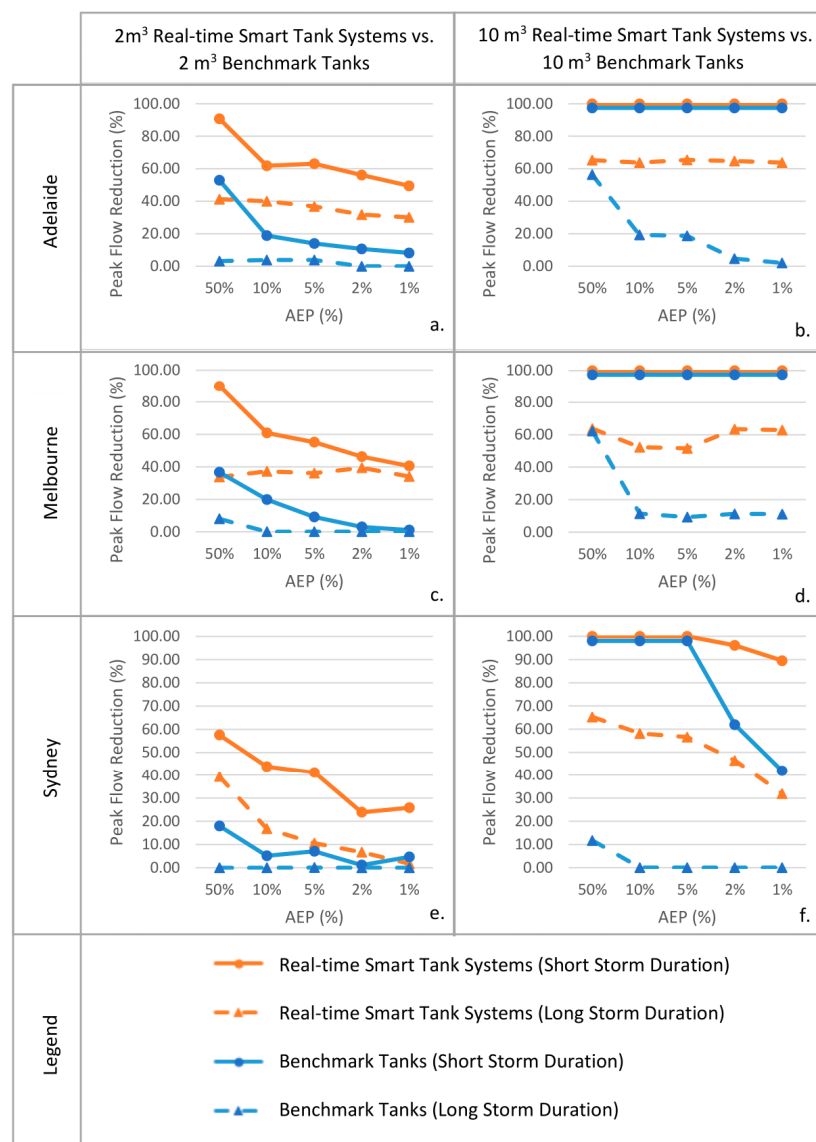 2m³ Real-time Smart Tank Systems vs.
2 m³ Benchmark Tanks
10 m³ Real-time Smart Tank Systems vs.
10 m³ Benchmark Tanks
Adelaide
Peak Flow Reduction (%)
100.00
80.00
60.00
40.00
20.00
0.00
50% 10% 5% 2% 1%
AEP (%)
a.
Peak Flow Reduction (%)
100.00
80.00
60.00
40.00
20.00
0.00
50% 10% 5% 2% 1%
AEP (%)
b.
Melbourne
Peak Flow Reduction (%)
100.00
80.00
60.00
40.00
20.00
0.00
50% 10% 5% 2% 1%
AEP (%)
c.
Peak Flow Reduction (%)
100.00
80.00
60.00
40.00
20.00
0.00
50% 10% 5% 2% 1%
AEP (%)
d.
Sydney
Peak Flow Reduction (%)
100.00
90.00
80.00
70.00
60.00
50.00
40.00
30.00
20.00
10.00
0.00
50% 10% 5% 2% 1%
AEP (%)
e.
Peak Flow Reduction (%)
100.00
90.00
80.00
70.00
60.00
50.00
40.00
30.00
20.00
10.00
0.00
50% 10% 5% 2% 1%
AEP (%)
f.
Legend
Real-time Smart Tank Systems (Short Storm Duration)
Real-time Smart Tank Systems (Long Storm Duration)
Benchmark Tanks (Short Storm Duration)
Benchmark Tanks (Long Storm Duration)